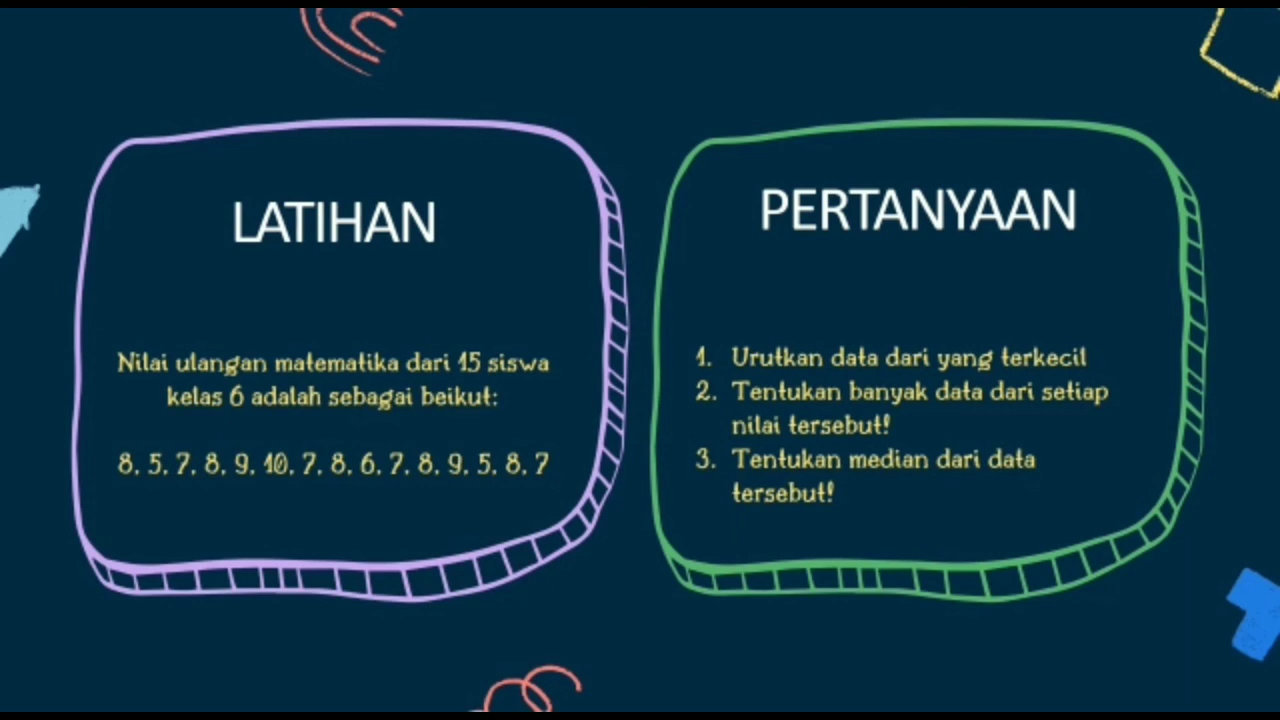 LATIHAN
Nilai ulangan matematika dari 15 siswa
kelas 6 adalah sebagai beikut:
8, 5, 7, 8, 9, 10, 7, 8, 6, 7, 8, 9, 5, 8, 7
PERTANYAAN
1. Urutkan data dari yang terkecil
2. Tentukan banyak data dari setiap
nilai tersebut!
3. Tentukan median dari data
tersebut!